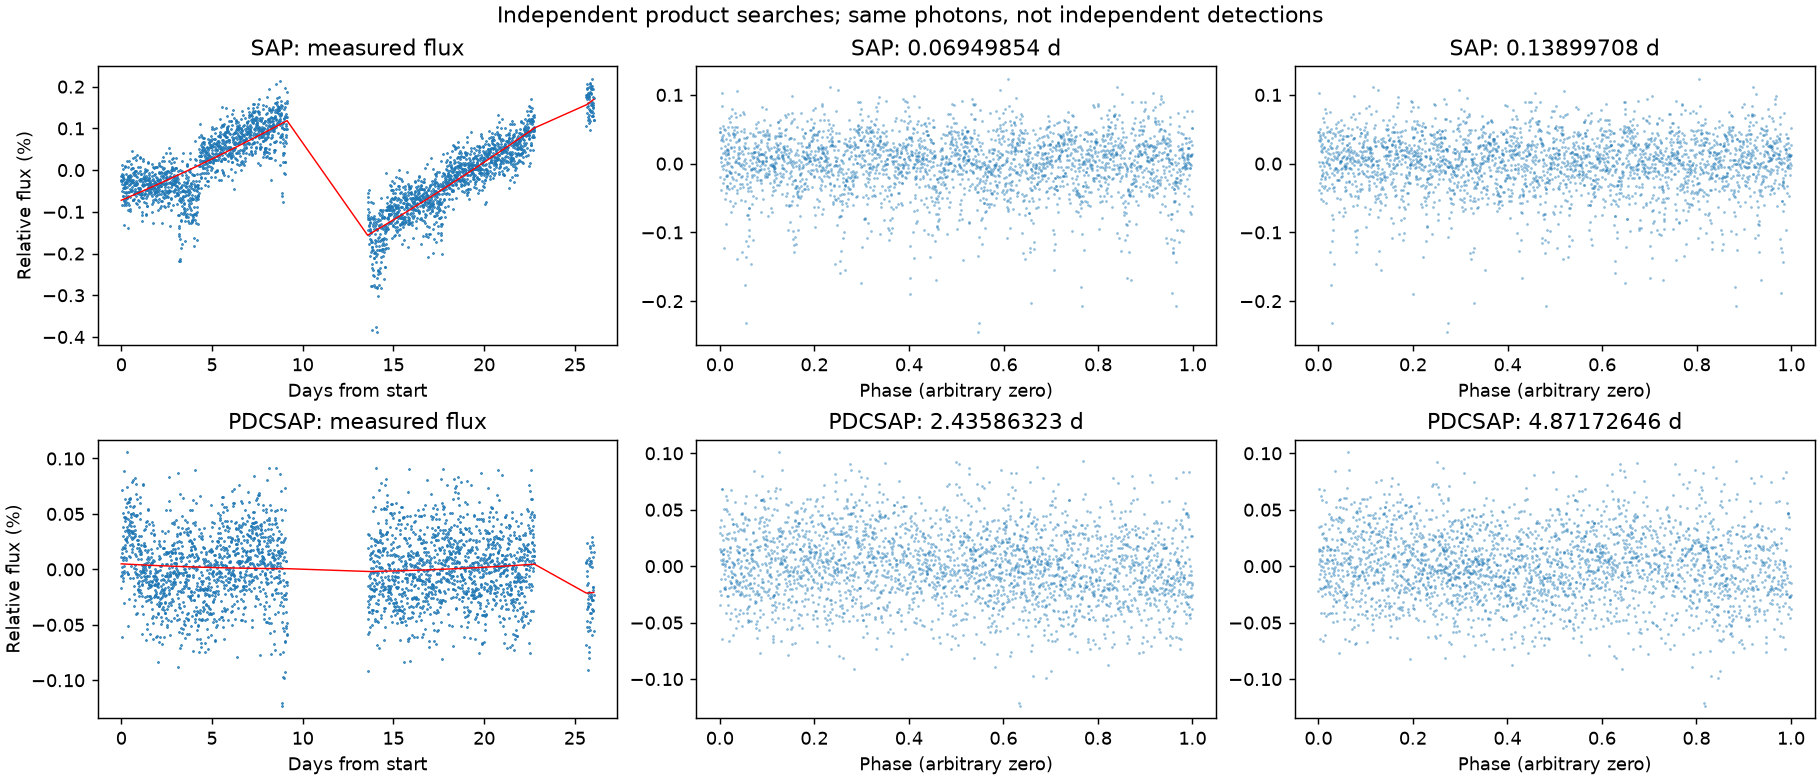 Independent product searches; same photons, not independent detections
SAP: measured flux
SAP: 0.06949854 d
SAP: 0.13899708 d
Relative flux (%)
0.2
0.1
0.0
−0.1
−0.2
−0.3
−0.4
0 5 10 15 20 25
Days from start
0.1
0.0
−0.1
−0.2
0.0 0.2 0.4 0.6 0.8 1.0
Phase (arbitrary zero)
0.1
0.0
−0.1
−0.2
0.0 0.2 0.4 0.6 0.8 1.0
Phase (arbitrary zero)
PDCSAP: measured flux
PDCSAP: 2.43586323 d
PDCSAP: 4.87172646 d
Relative flux (%)
0.10
0.05
0.00
−0.05
−0.10
0 5 10 15 20 25
Days from start
0.10
0.05
0.00
−0.05
−0.10
0.0 0.2 0.4 0.6 0.8 1.0
Phase (arbitrary zero)
0.10
0.05
0.00
−0.05
−0.10
0.0 0.2 0.4 0.6 0.8 1.0
Phase (arbitrary zero)